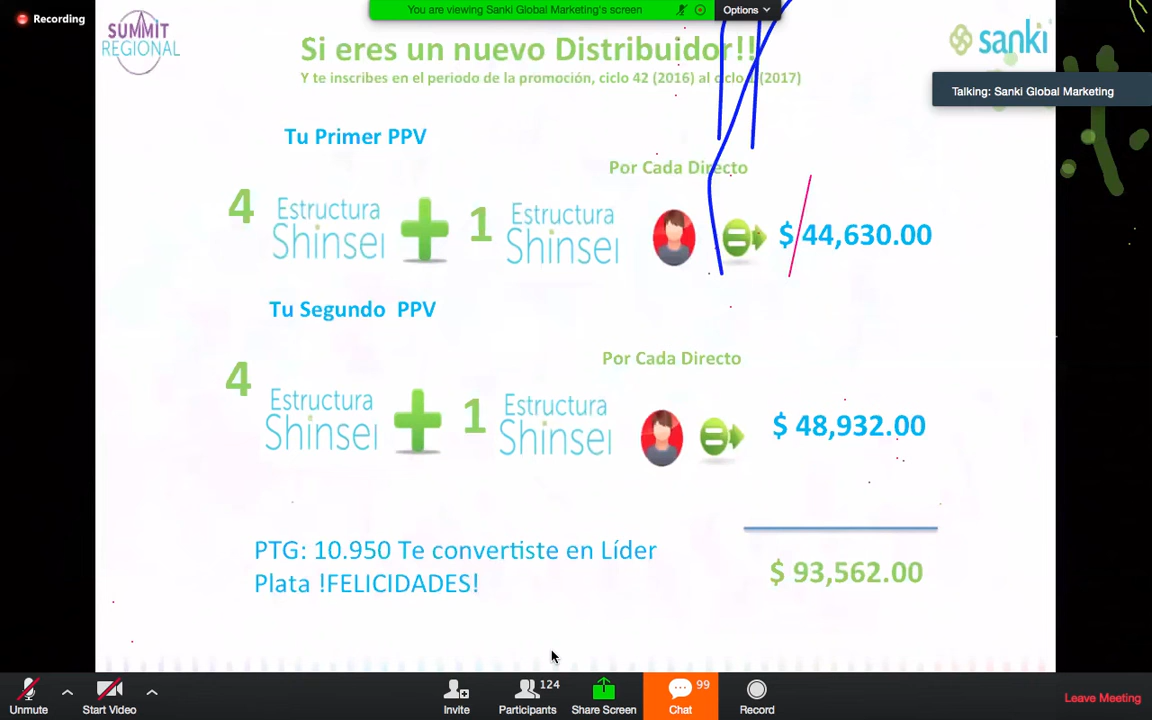 Recording
You are viewing Sanki Global Marketing's screen
Options
SUMMIT
REGIONAL
Si eres un nuevo Distribuidor!!
Y te inscribes en el periodo de la promoción, ciclo 42 (2016) al ciclo 2 (2017)
sanki
Talking: Sanki Global Marketing
Tu Primer PPV
Por Cada Directo
4
Estructura
Shinsei
1
Estructura
Shinsei
$ 44,630.00
Tu Segundo PPV
Por Cada Directo
4
Estructura
Shinsei
1
Estructura
Shinsei
$ 48,932.00
PTG: 10.950 Te convertiste en Líder
Plata !FELICIDADES!
$ 93,562.00
Unmute
Start Video
Invite
124
Participants
Share Screen
99
Chat
Record
Leave Meeting